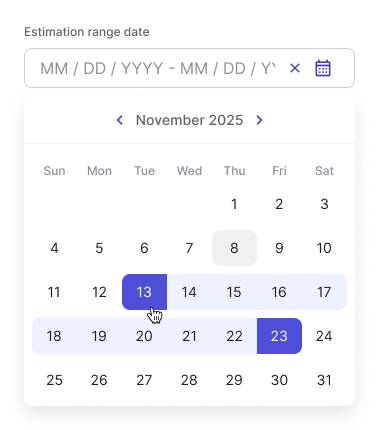 Estimation range date
MM / DD / YYYY - MM / DD / YY
November 2025
Sun Mon Tue Wed Thu Fri Sat
1 2 3
4 5 6 7 8 9 10
11 12 13 14 15 16 17
18 19 20 21 22 23 24
25 26 27 28 29 30 31